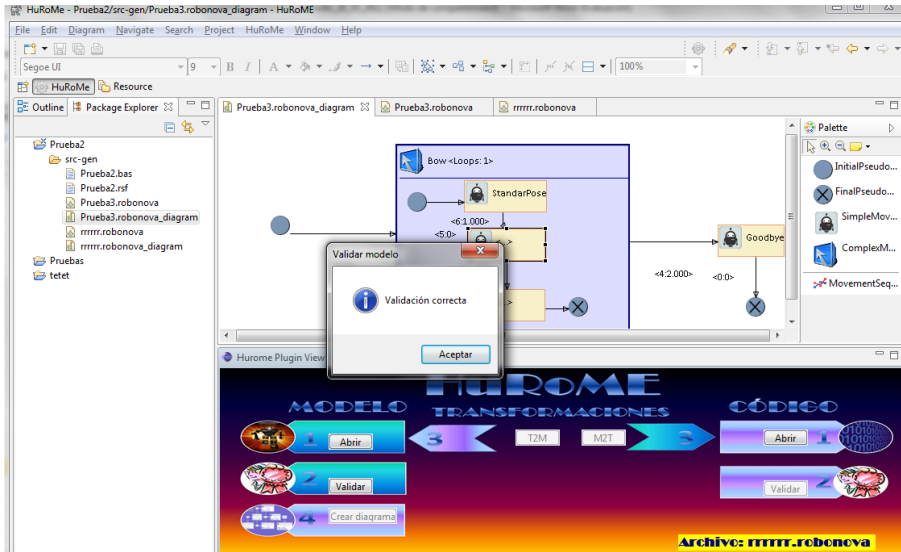 HuRoMe - Prueba2/src-gen/Prueba3.robonova_diagram - HuRoME
File Edit Diagram Navigate Search Project HuRoMe Window Help
Segoe UI 9 B I A 100%
HuRoMe Resource
Outline Package Explorer
Prueba3.robonova_diagram Prueba3.robonova rrrrrr.robonova
Prueba2
src-gen
Prueba2.bas
Prueba2.rsf
Prueba3.robonova
Prueba3.robonova_diagram
rrrrrr.robonova
rrrrrr.robonova_diagram
Pruebas
tetet
Bow <Loops: 1>
StandarPose
<6:1.000>
<5:0>
Goodbye
<4:2.000> <0:0>
Palette
InitialPseudo...
FinalPseudo...
SimpleMov...
ComplexM...
MovementSeq...
Validar modelo
Validación correcta
Aceptar
Hurome Plugin View
HuRoME
MODELO TRANSFORMACIONES CÓDIGO
1 Abrir 3 T2M M2T 3 Abrir 1
2 Validar Validar 2
4 Crear diagrama
Archivo: rrrrrr.robonova